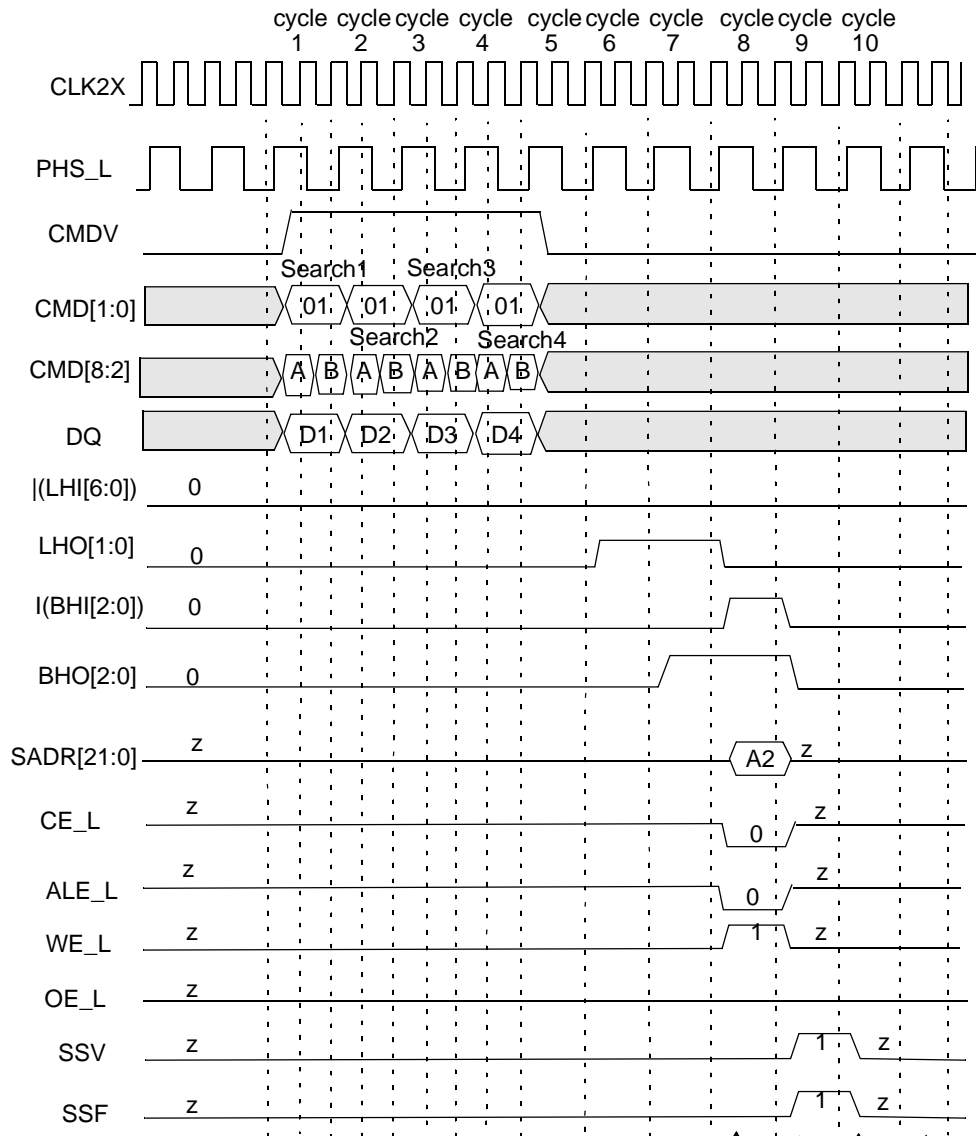 cycle cycle cycle cycle cycle cycle cycle cycle cycle cycle
1 2 3 4 5 6 7 8 9 10
CLK2X
PHS_L
CMDV
Search1 Search3
CMD[1:0] 01 01 01 01
Search2 Search4
CMD[8:2] A B A B A B A B
DQ D1 D2 D3 D4
|(LHI[6:0]) 0
LHO[1:0] 0
I(BHI[2:0]) 0
BHO[2:0] 0
SADR[21:0] z A2 z
CE_L z 0 z
ALE_L z 0 z
WE_L z 1 z
OE_L z
SSV z 1 z
SSF z 1 z